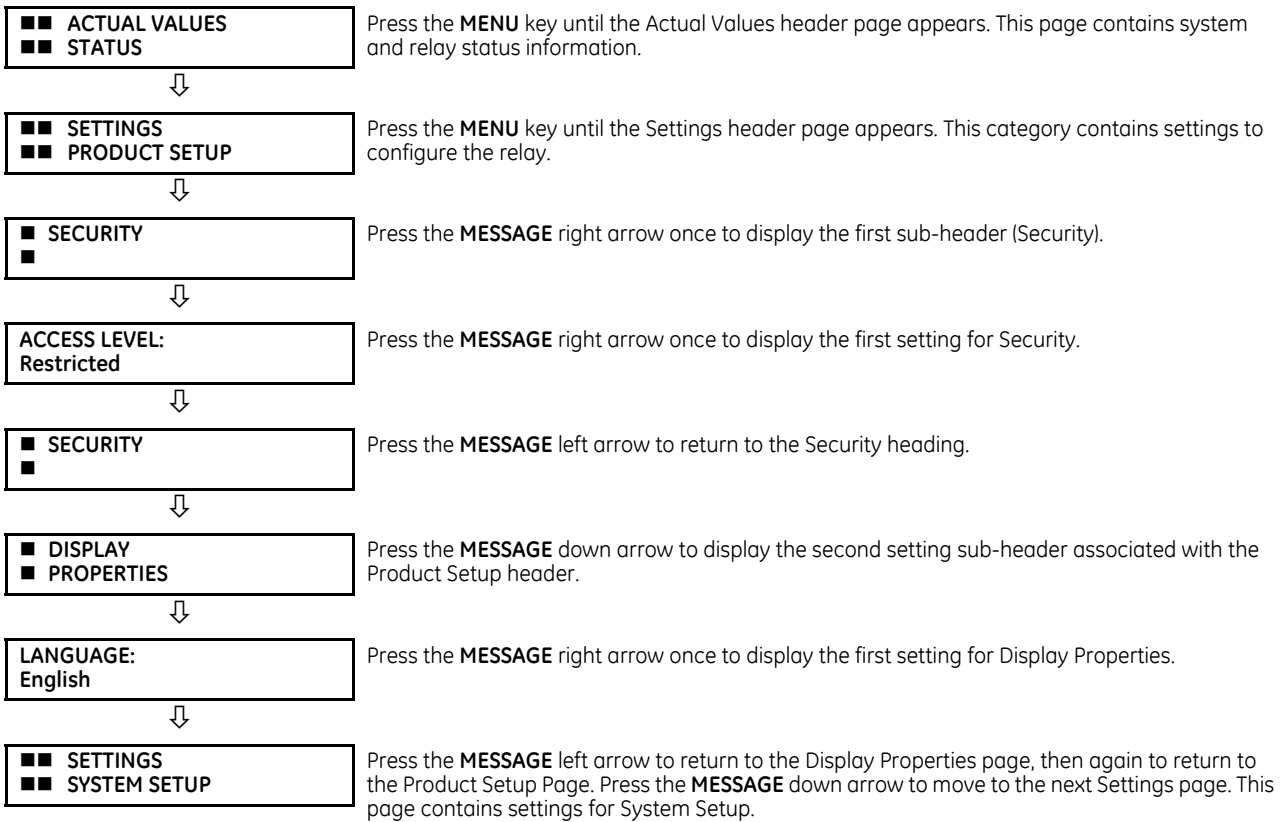 ■■ ACTUAL VALUES
■■ STATUS
Press the MENU key until the Actual Values header page appears. This page contains system
and relay status information.
⇩
■■ SETTINGS
■■ PRODUCT SETUP
Press the MENU key until the Settings header page appears. This category contains settings to
configure the relay.
⇩
■ SECURITY
■
Press the MESSAGE right arrow once to display the first sub-header (Security).
⇩
ACCESS LEVEL:
Restricted
Press the MESSAGE right arrow once to display the first setting for Security.
⇩
■ SECURITY
■
Press the MESSAGE left arrow to return to the Security heading.
⇩
■ DISPLAY
■ PROPERTIES
Press the MESSAGE down arrow to display the second setting sub-header associated with the
Product Setup header.
⇩
LANGUAGE:
English
Press the MESSAGE right arrow once to display the first setting for Display Properties.
⇩
■■ SETTINGS
■■ SYSTEM SETUP
Press the MESSAGE left arrow to return to the Display Properties page, then again to return to
the Product Setup Page. Press the MESSAGE down arrow to move to the next Settings page. This
page contains settings for System Setup.